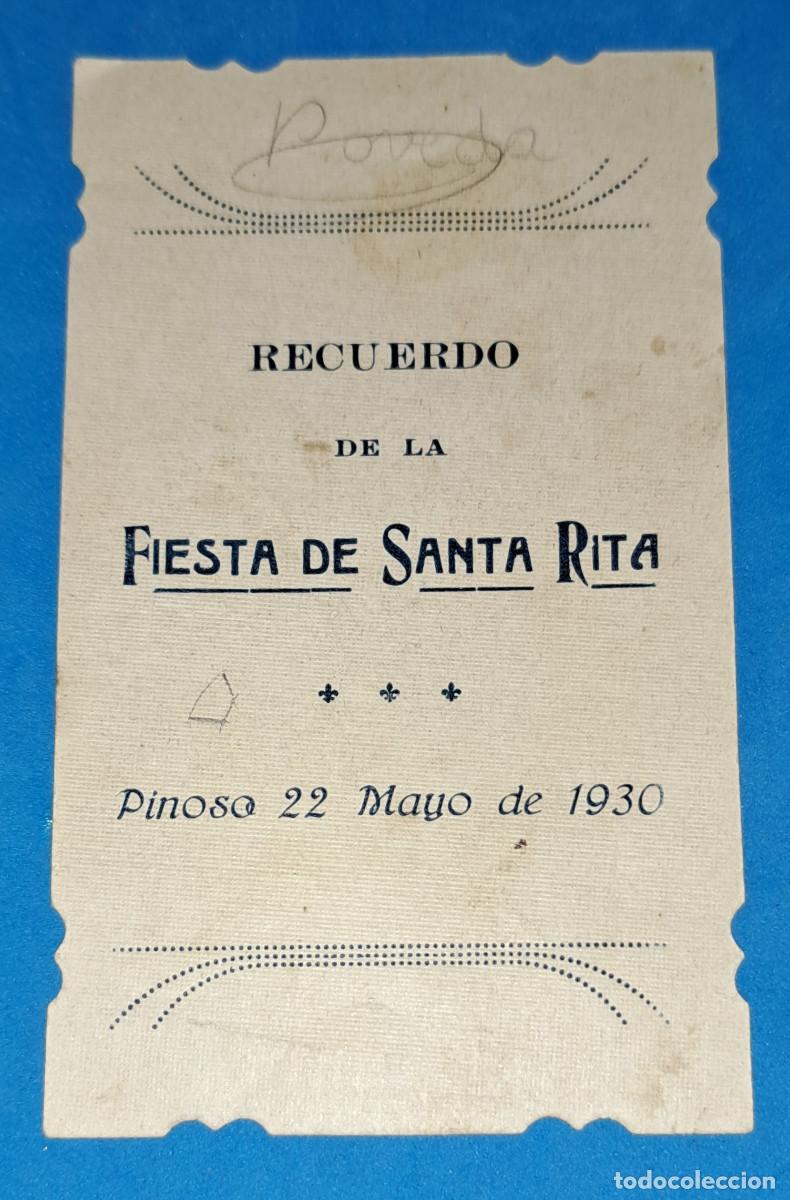 Poveda
RECUERDO
DE LA
FIESTA DE SANTA RITA
Pinoso 22 Mayo de 1930
todocoleccion